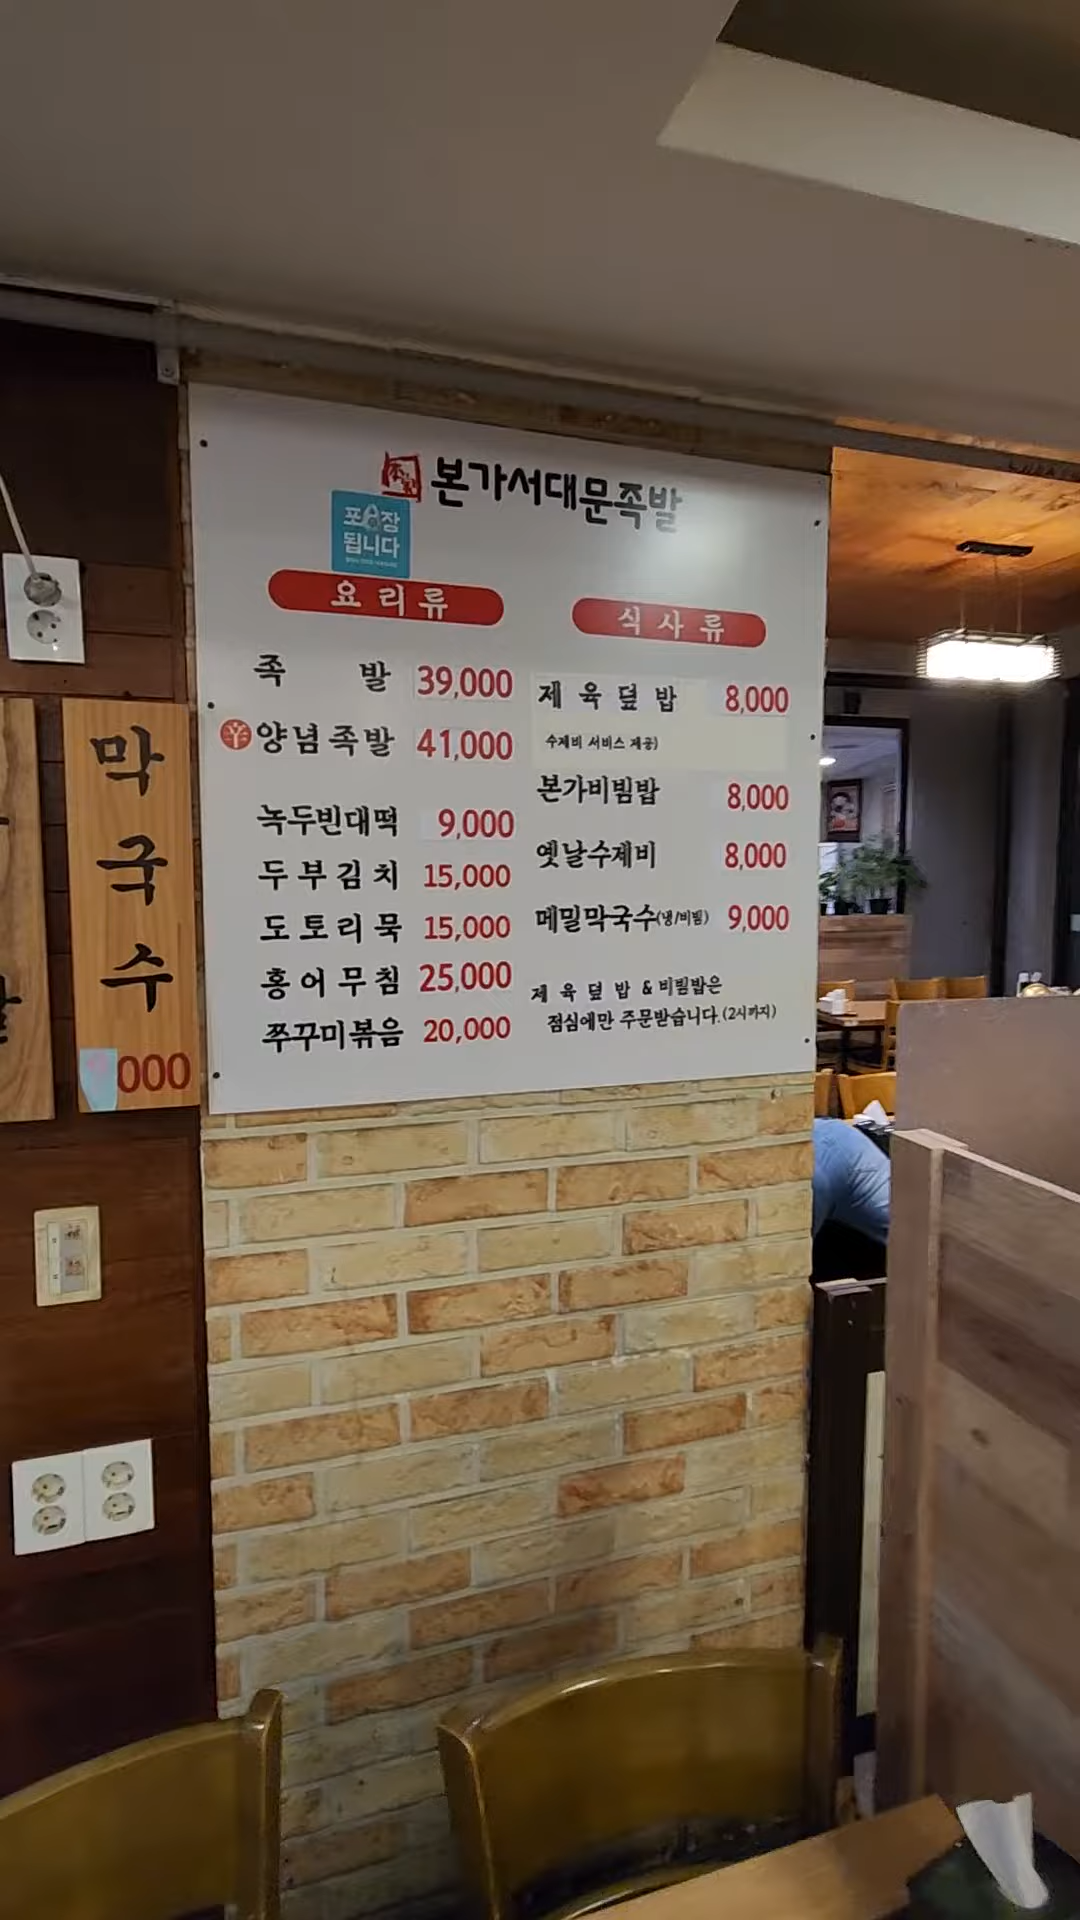 본가서대문족발
포장
됩니다
요리류
족 발 39,000
양념족발 41,000
녹두빈대떡 9,000
두부김치 15,000
도토리묵 15,000
홍어무침 25,000
쭈꾸미볶음 20,000
식사류
제육덮밥 8,000
수제비 서비스 제공)
본가비빔밥 8,000
옛날수제비 8,000
메밀막국수(냉/비빔) 9,000
제육덮밥 & 비빔밥은
점심에만 주문받습니다.(2시까지)
막
국
수
000